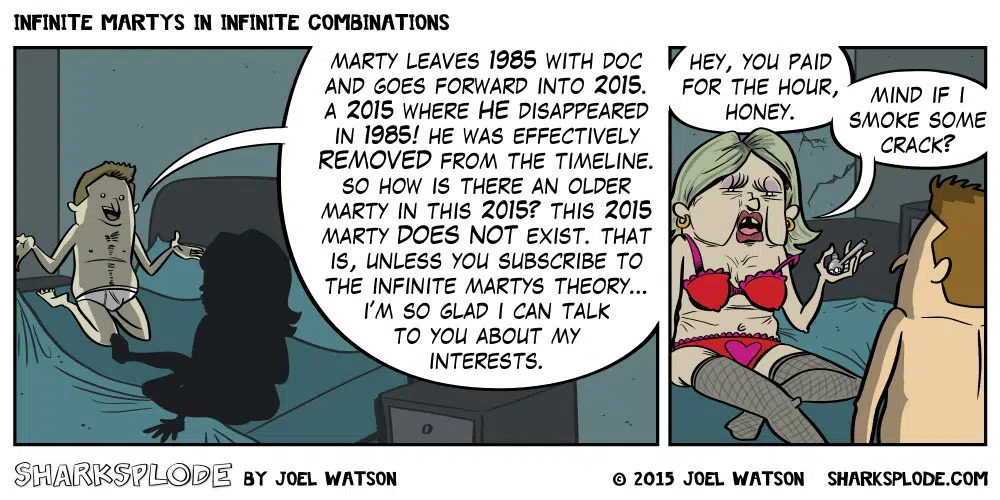 INFINITE MARTYS IN INFINITE COMBINATIONS
MARTY LEAVES 1985 WITH DOC
AND GOES FORWARD INTO 2015.
A 2015 WHERE HE DISAPPEARED
IN 1985! HE WAS EFFECTIVELY
REMOVED FROM THE TIMELINE.
SO HOW IS THERE AN OLDER
MARTY IN THIS 2015? THIS 2015
MARTY DOES NOT EXIST. THAT
IS, UNLESS YOU SUBSCRIBE TO
THE INFINITE MARTYS THEORY...
I'M SO GLAD I CAN TALK
TO YOU ABOUT MY
INTERESTS.
HEY, YOU PAID
FOR THE HOUR,
HONEY.
MIND IF I
SMOKE SOME
CRACK?
SHARKSPLODE BY JOEL WATSON
© 2015 JOEL WATSON SHARKSPLODE.COM